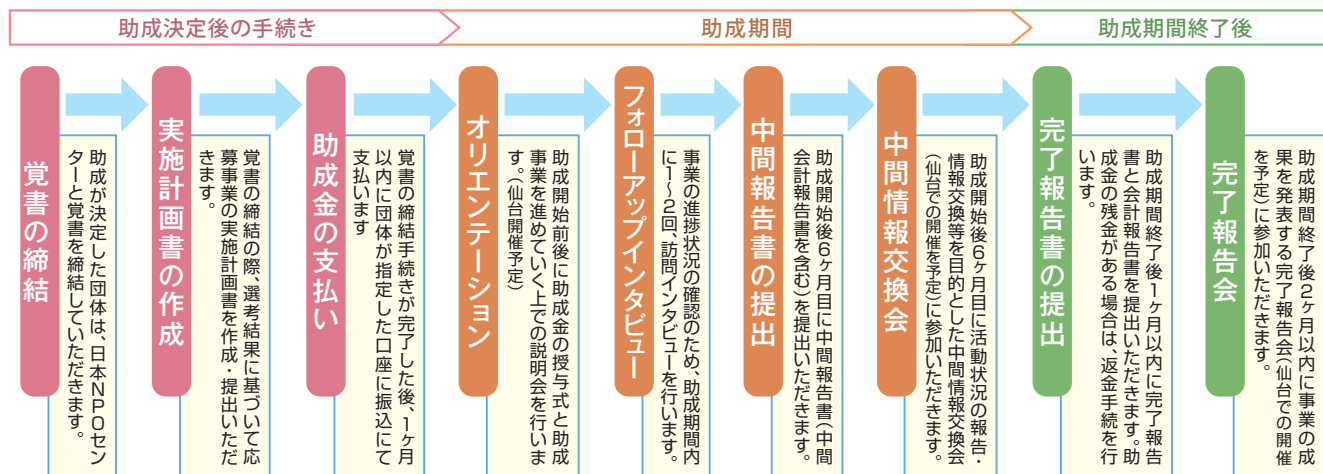 助成決定後の手続き
助成期間
助成期間終了後
覚書の締結
助成が決定した団体は、日本NPOセン
ターと覚書を締結していただきます。
実施計画書の作成
覚書の締結の際、選考結果に基づいて応
募事業の実施計画書を作成・提出いただ
きます。
助成金の支払い
覚書の締結手続きが完了した後、1ヶ月
以内に団体が指定した口座に振込にて
支払います
オリエンテーション
助成開始前後に助成金の授与式と助成
事業を進めていく上での説明会を行いま
す。(仙台開催予定)
フォローアップインタビュー
事業の進捗状況の確認のため、助成期間内
に1〜2回、訪問インタビューを行います。
中間報告書の提出
助成開始後6ヶ月目に中間報告書(中間
会計報告書を含む)を提出いただきます。
中間情報交換会
助成開始後6ヶ月目に活動状況の報告・
情報交換等を目的とした中間情報交換会
(仙台での開催を予定)に参加いただきます。
完了報告書の提出
助成期間終了後1ヶ月以内に完了報告
書と会計報告書を提出いただきます。助
成金の残金がある場合は、返金手続を行
います。
完了報告会
助成期間終了後2ヶ月以内に事業の成
果を発表する完了報告会(仙台での開催
を予定)に参加いただきます。